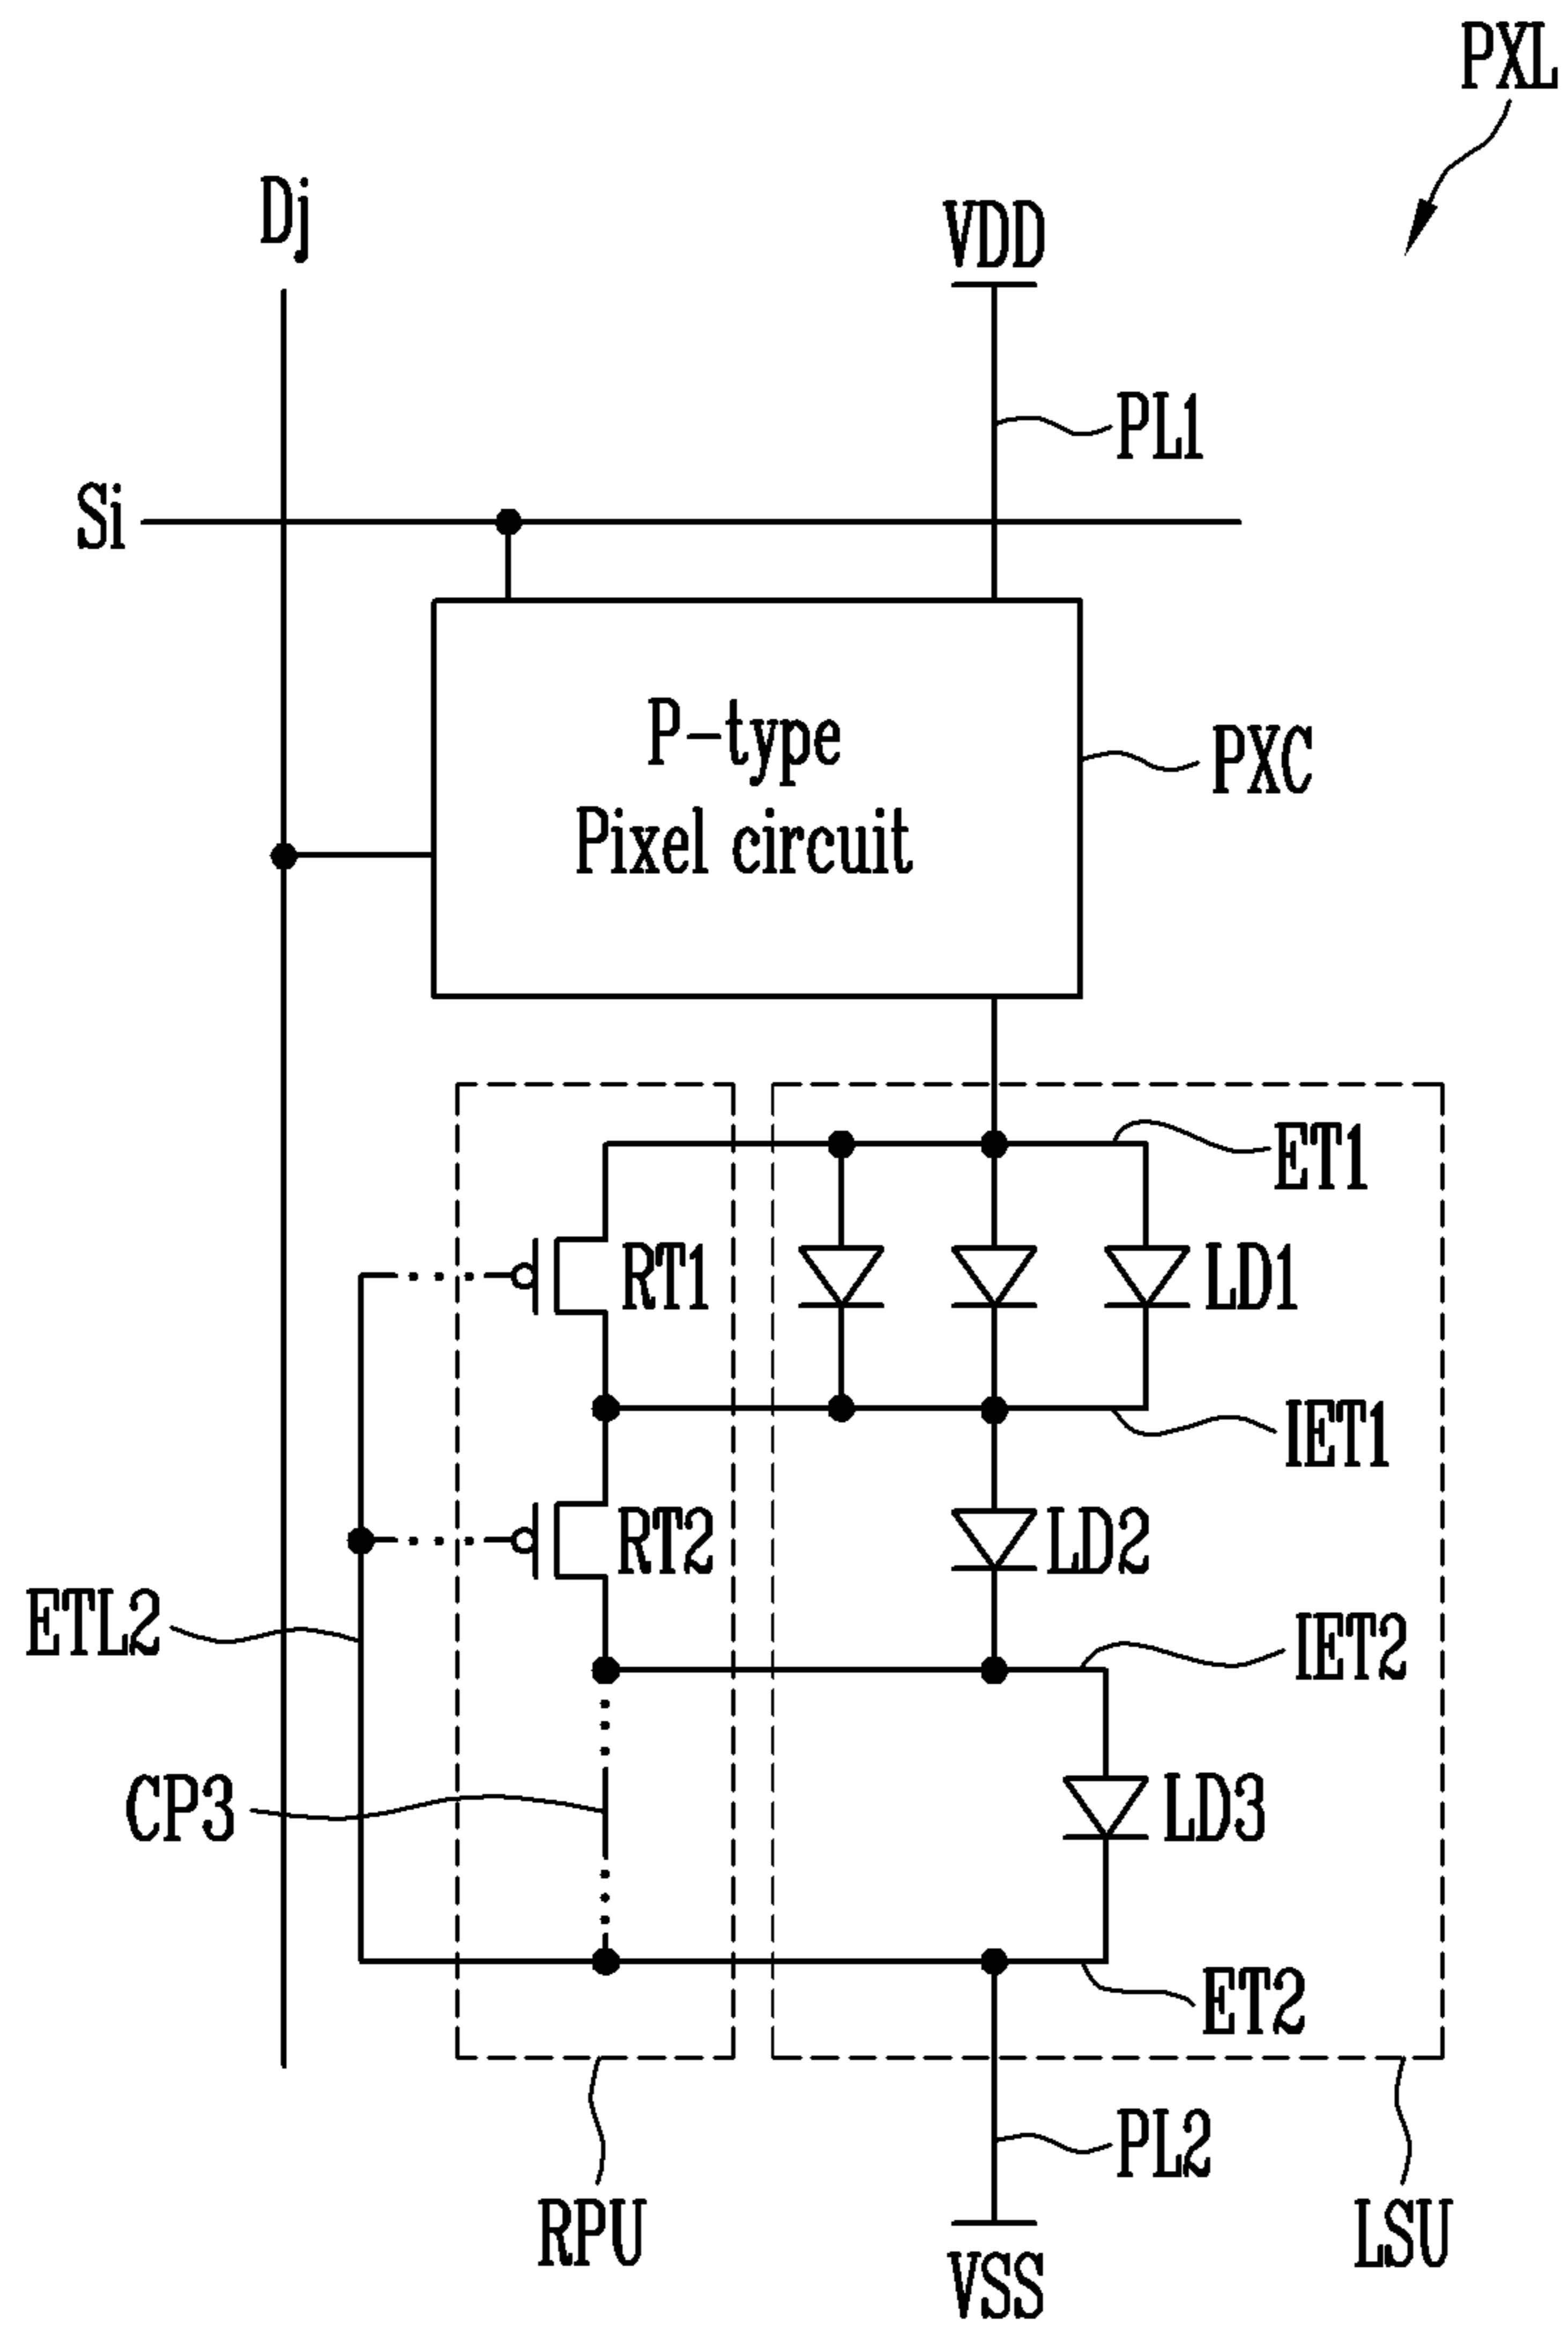 PXL
Dj
VDD
PL1
Si
P-type
Pixel circuit
PXC
ET1
RT1
LD1
IET1
RT2
LD2
ETL2
IET2
CP3
LD3
ET2
PL2
RPU
LSU
VSS